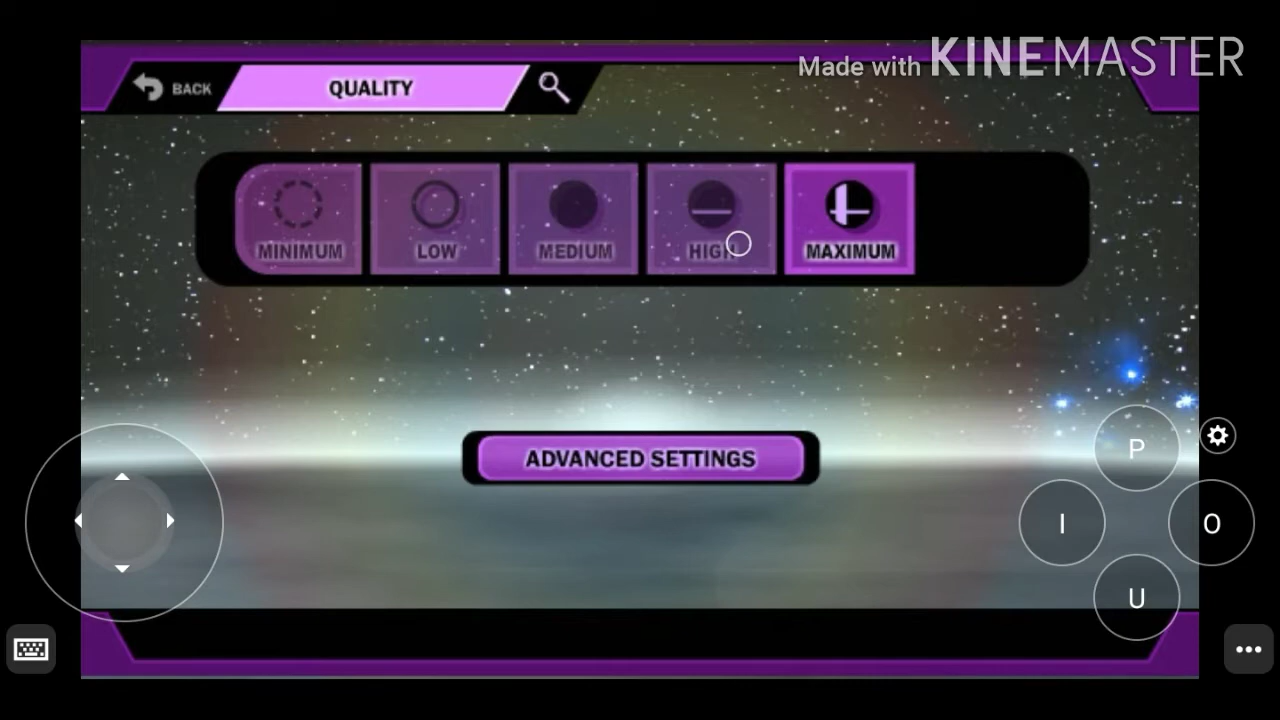 Made with KINEMASTER
BACK
QUALITY
MINIMUM
LOW
MEDIUM
HIGH
MAXIMUM
ADVANCED SETTINGS
P
I
O
U